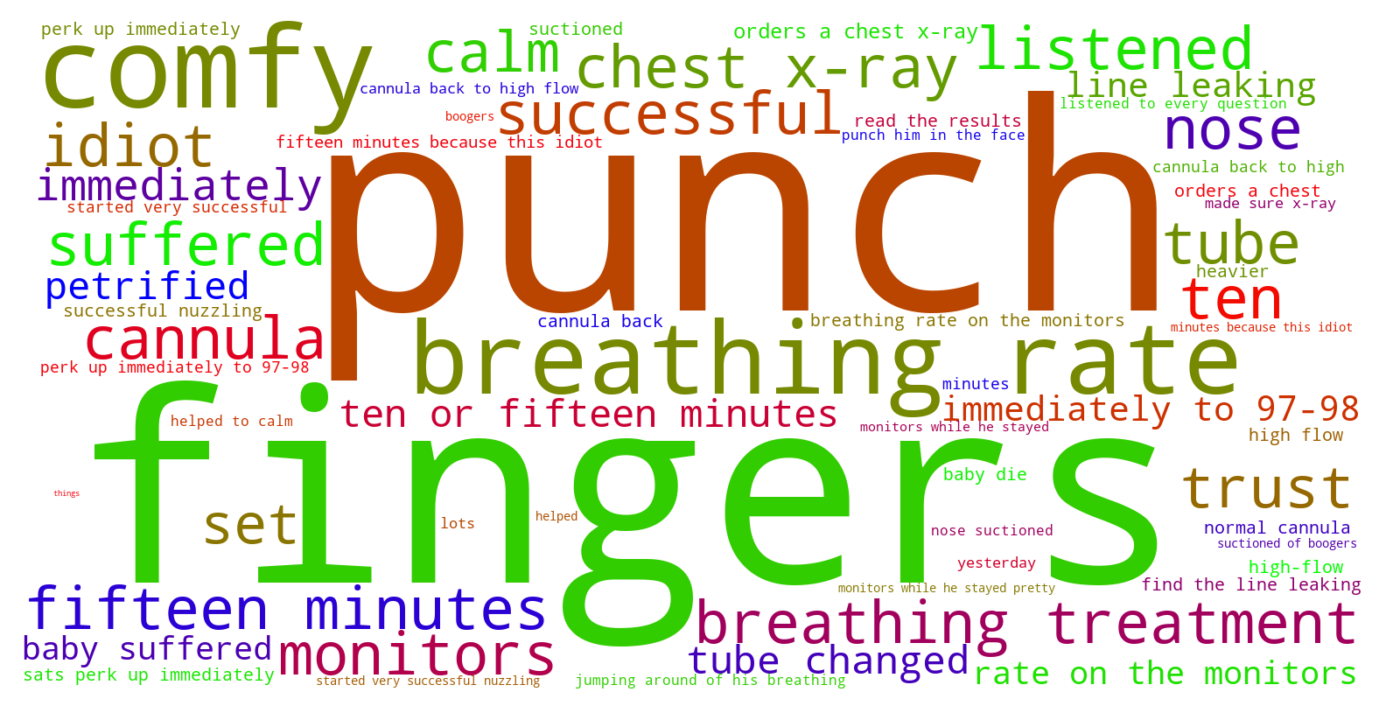 perk up immediately
suctioned
orders a chest x-ray
comfy
calm
chest x-ray
listened
cannula back to high flow
line leaking
listened to every question
boogers
successful
read the results
punch him in the face
nose
idiot
fifteen minutes because this idiot
punch
cannula back to high
immediately
orders a chest
started very successful
made sure x-ray
suffered
tube
petrified
heavier
successful nuzzling
ten
cannula
cannula back
breathing rate on the monitors
minutes because this idiot
perk up immediately to 97-98
breathing rate
minutes
helped to calm
ten or fifteen minutes
immediately to 97-98
monitors while he stayed
high flow
fingers
baby die
trust
things
set
lots
helped
nose suctioned
normal cannula
suctioned of boogers
yesterday
high-flow
fifteen minutes
monitors while he stayed pretty
find the line leaking
baby suffered
monitors
breathing treatment
tube changed
sats perk up immediately
started very successful nuzzling
jumping around of his breathing
rate on the monitors